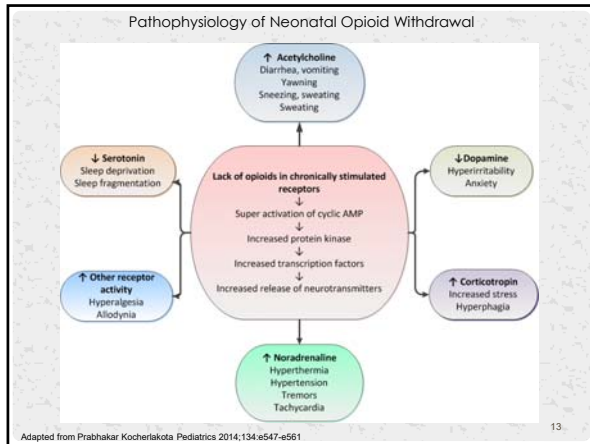 Pathophysiology of Neonatal Opioid Withdrawal
↑ Acetylcholine
Diarrhea, vomiting
Yawning
Sneezing, sweating
Sweating
↓ Serotonin
Sleep deprivation
Sleep fragmentation
Lack of opioids in chronically stimulated
receptors
↓
Super activation of cyclic AMP
↓
Increased protein kinase
↓
Increased transcription factors
↓
Increased release of neurotransmitters
↓Dopamine
Hyperirritability
Anxiety
↑ Other receptor
activity
Hyperalgesia
Allodynia
↑ Corticotropin
Increased stress
Hyperphagia
↑ Noradrenaline
Hyperthermia
Hypertension
Tremors
Tachycardia
13
Adapted from Prabhakar Kocherlakota Pediatrics 2014;134:e547-e561